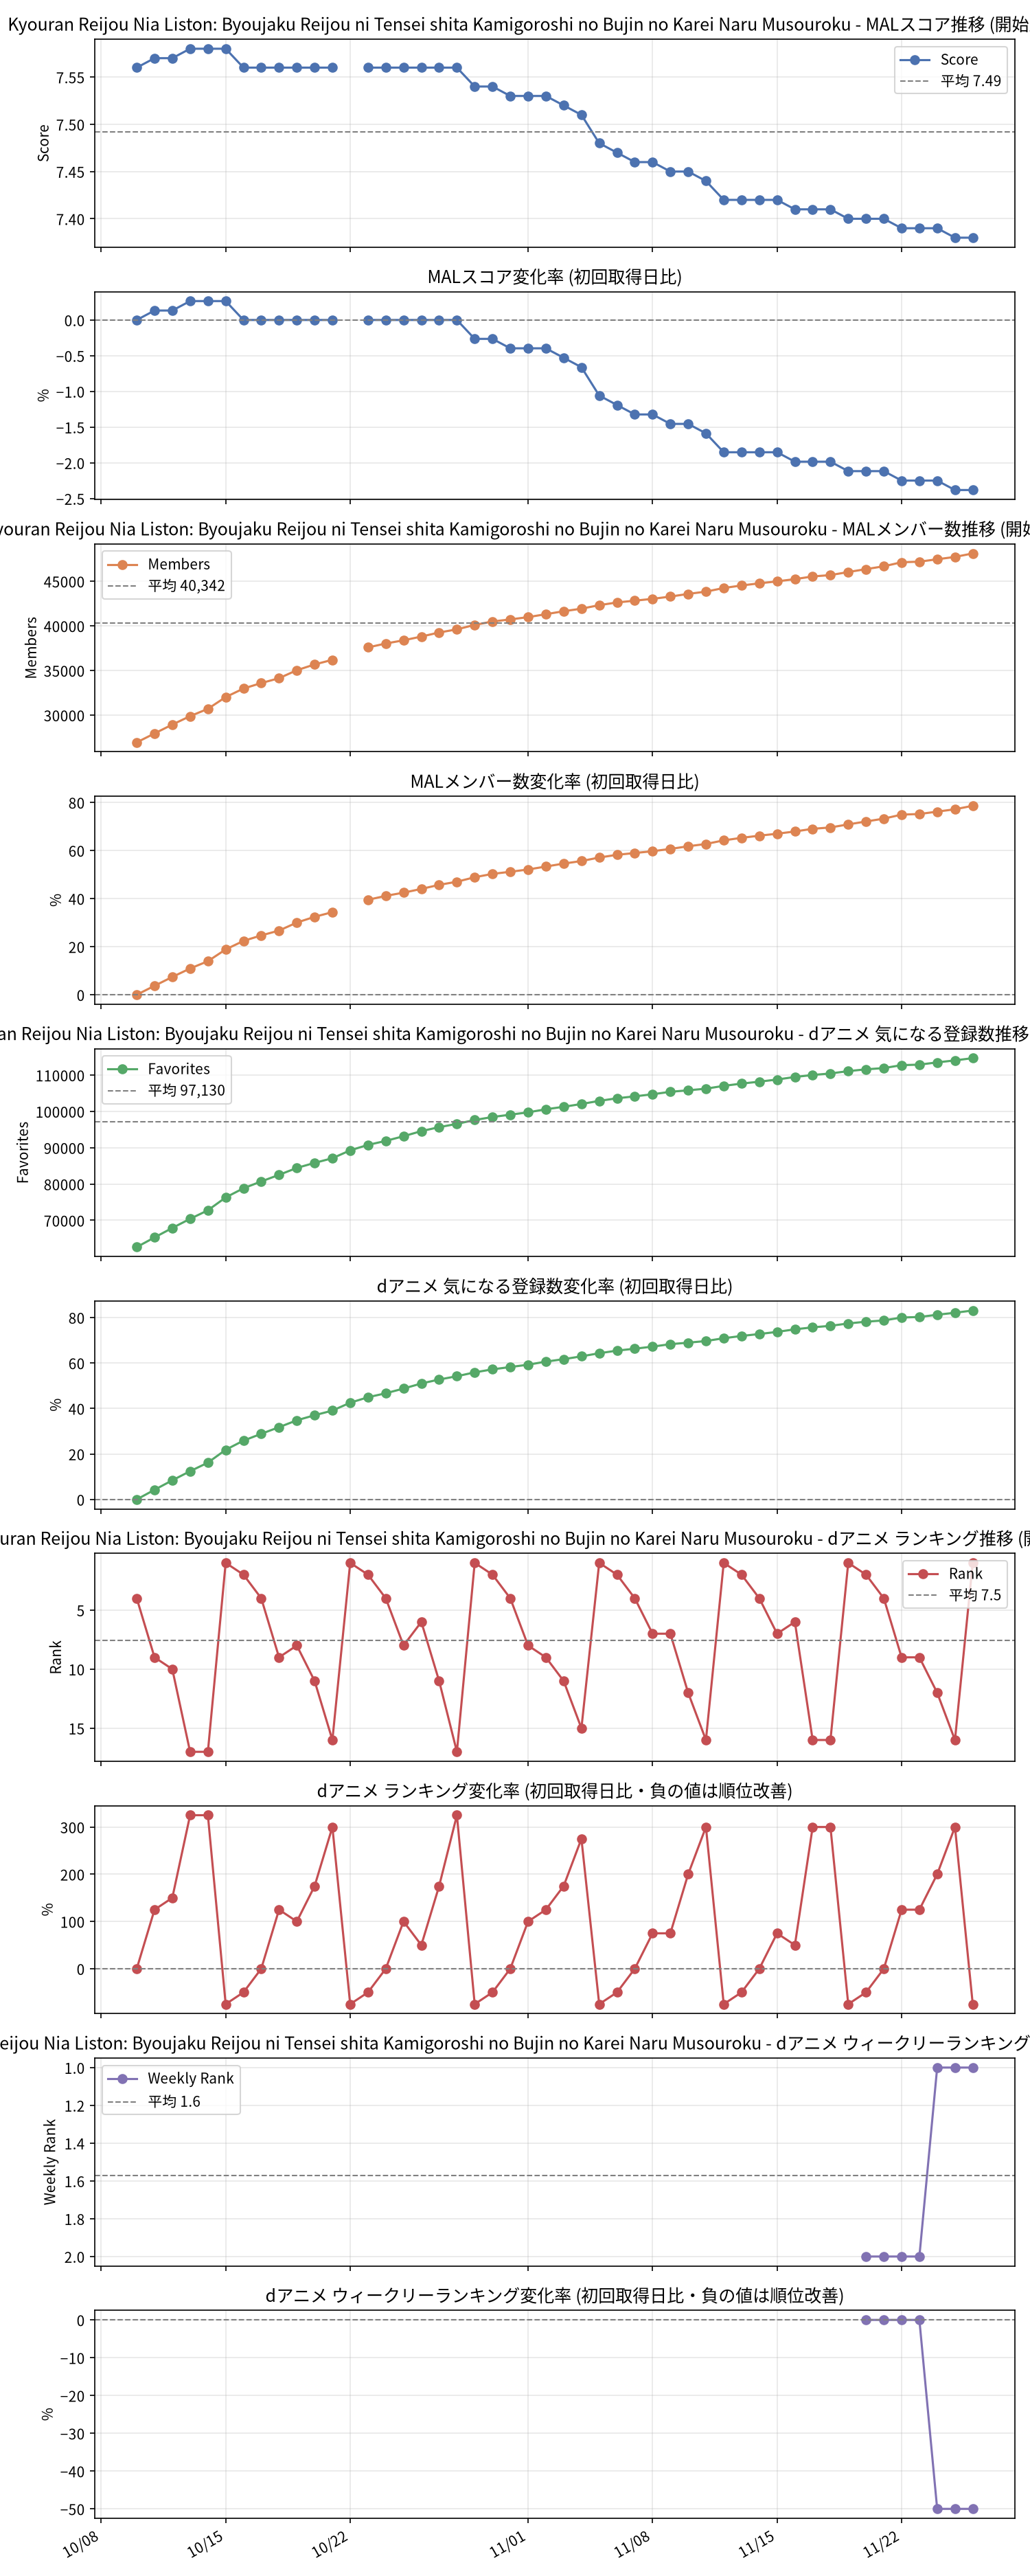 Kyouran Reijou Nia Liston: Byoujaku Reijou ni Tensei shita Kamigoroshi no Bujin no Karei Naru Musouroku - MALスコア推移 (開始
Score
平均 7.49
Score
7.55
7.50
7.45
7.40
MALスコア変化率 (初回取得日比)
%
0.0
−0.5
−1.0
−1.5
−2.0
−2.5
youran Reijou Nia Liston: Byoujaku Reijou ni Tensei shita Kamigoroshi no Bujin no Karei Naru Musouroku - MALメンバー数推移 (開始
Members
平均 40,342
Members
45000
40000
35000
30000
MALメンバー数変化率 (初回取得日比)
%
80
60
40
20
0
an Reijou Nia Liston: Byoujaku Reijou ni Tensei shita Kamigoroshi no Bujin no Karei Naru Musouroku - dアニメ 気になる登録数推移
Favorites
平均 97,130
Favorites
110000
100000
90000
80000
70000
dアニメ 気になる登録数変化率 (初回取得日比)
%
80
60
40
20
0
uran Reijou Nia Liston: Byoujaku Reijou ni Tensei shita Kamigoroshi no Bujin no Karei Naru Musouroku - dアニメ ランキング推移 (開
Rank
平均 7.5
Rank
5
10
15
dアニメ ランキング変化率 (初回取得日比・負の値は順位改善)
%
300
200
100
0
eijou Nia Liston: Byoujaku Reijou ni Tensei shita Kamigoroshi no Bujin no Karei Naru Musouroku - dアニメ ウィークリーランキング
Weekly Rank
平均 1.6
Weekly Rank
1.0
1.2
1.4
1.6
1.8
2.0
dアニメ ウィークリーランキング変化率 (初回取得日比・負の値は順位改善)
%
0
−10
−20
−30
−40
−50
10/08
10/15
10/22
11/01
11/08
11/15
11/22